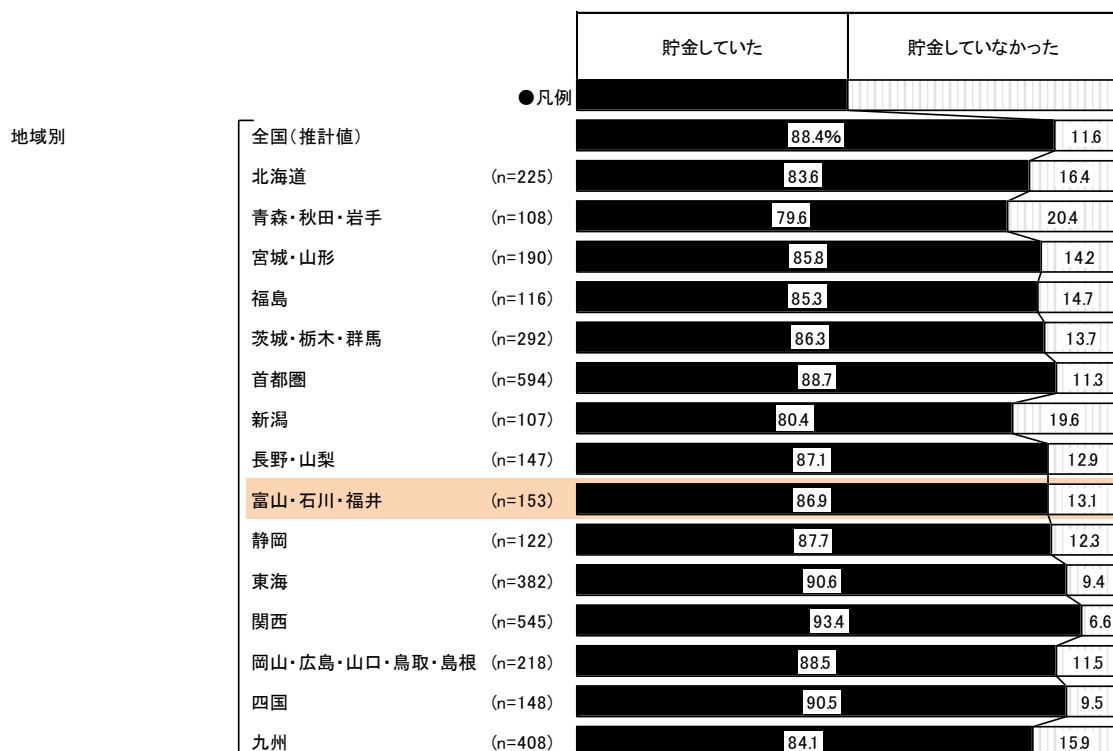 貯金していた 貯金していなかった
●凡例
地域別 全国(推計値) 88.4% 11.6
北海道 (n=225) 83.6 16.4
青森・秋田・岩手 (n=108) 79.6 20.4
宮城・山形 (n=190) 85.8 14.2
福島 (n=116) 85.3 14.7
茨城・栃木・群馬 (n=292) 86.3 13.7
首都圏 (n=594) 88.7 11.3
新潟 (n=107) 80.4 19.6
長野・山梨 (n=147) 87.1 12.9
富山・石川・福井 (n=153) 86.9 13.1
静岡 (n=122) 87.7 12.3
東海 (n=382) 90.6 9.4
関西 (n=545) 93.4 6.6
岡山・広島・山口・鳥取・島根 (n=218) 88.5 11.5
四国 (n=148) 90.5 9.5
九州 (n=408) 84.1 15.9